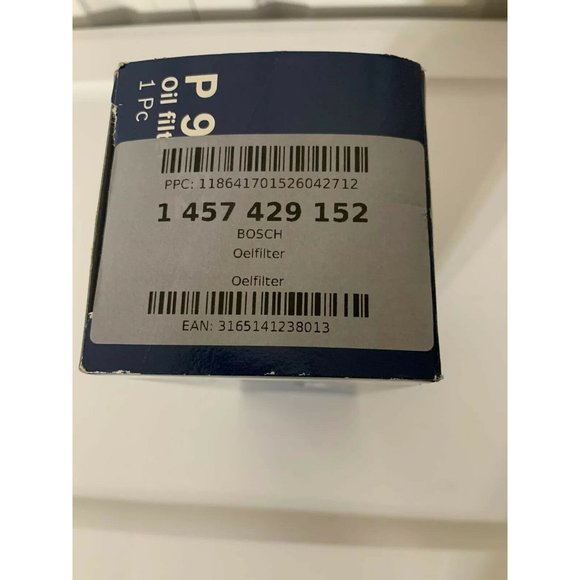 P 9
Oil filt
1 Pc
PPC: 118641701526042712
1 457 429 152
BOSCH
Oelfilter
Oelfilter
EAN: 3165141238013